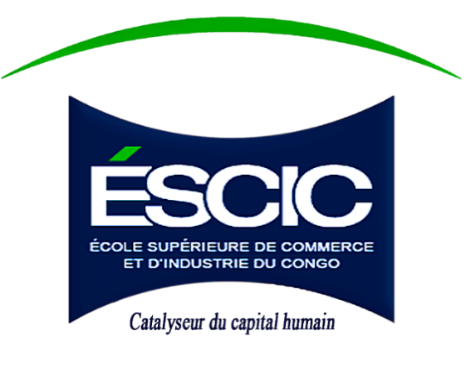 ÉSCIC
ÉCOLE SUPÉRIEURE DE COMMERCE
ET D'INDUSTRIE DU CONGO
Catalyseur du capital humain